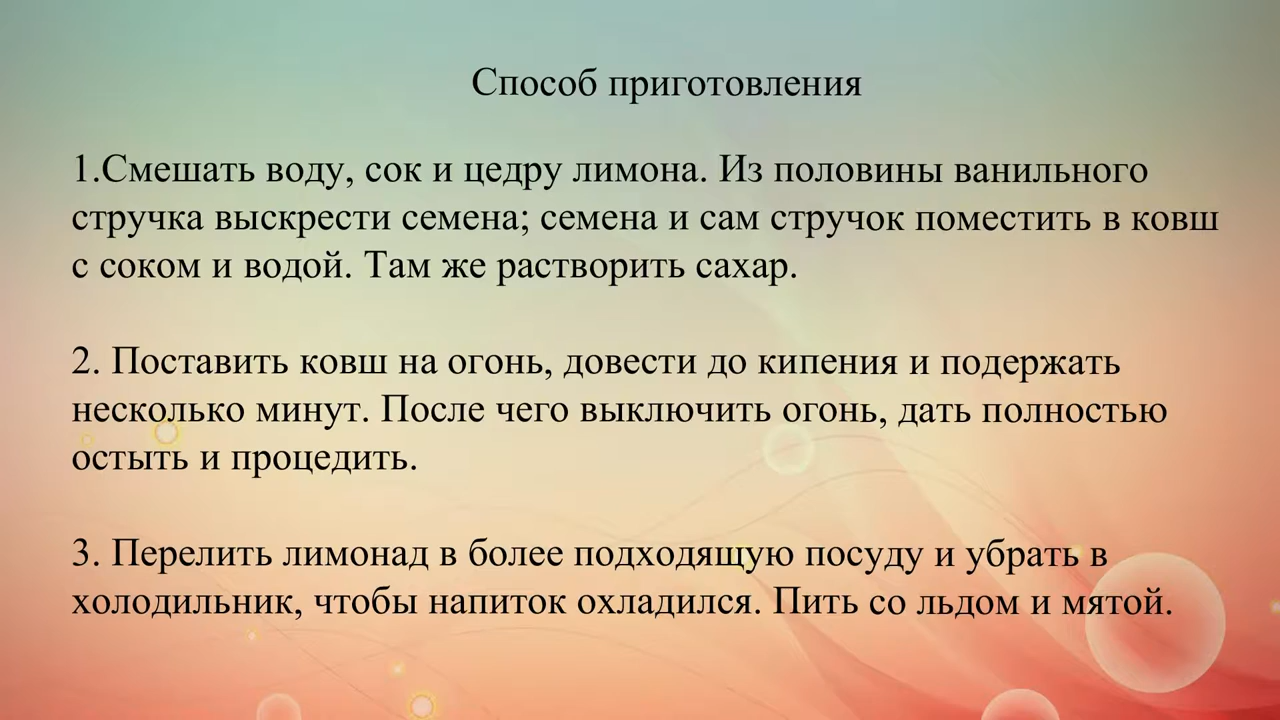 Способ приготовления
1.Смешать воду, сок и цедру лимона. Из половины ванильного
стручка выскрести семена; семена и сам стручок поместить в ковш
с соком и водой. Там же растворить сахар.
2. Поставить ковш на огонь, довести до кипения и подержать
несколько минут. После чего выключить огонь, дать полностью
остыть и процедить.
3. Перелить лимонад в более подходящую посуду и убрать в
холодильник, чтобы напиток охладился. Пить со льдом и мятой.